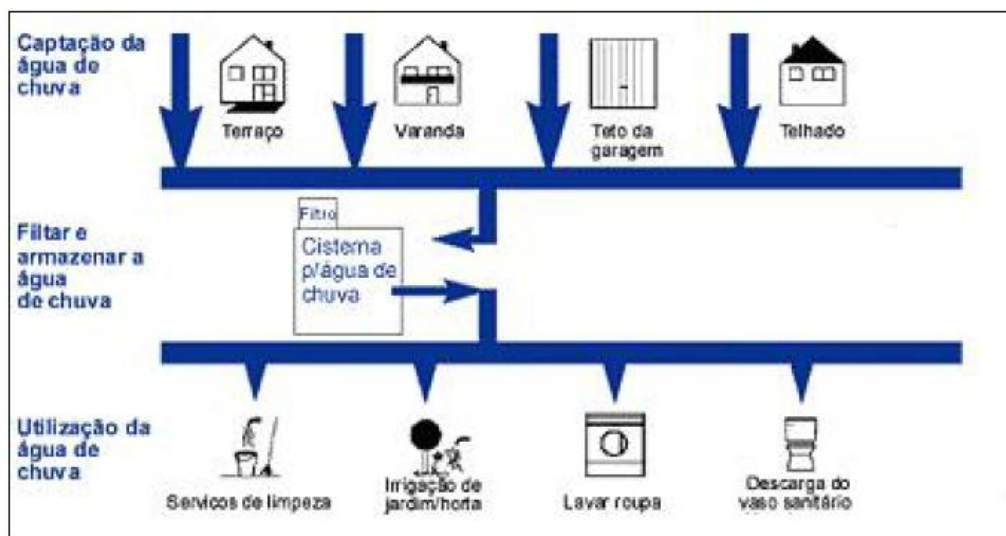 Captação da
água de
chuva
Terraço
Varanda
Teto da
garagem
Telhado
Filtar e
armazenar a
água
de chuva
Filtro
Cisterna
p/água de
chuva
Utilização da
água de
chuva
Serviços de limpeza
Irrigação de
jardim/horta
Lavar roupa
Descarga do
vaso sanitário